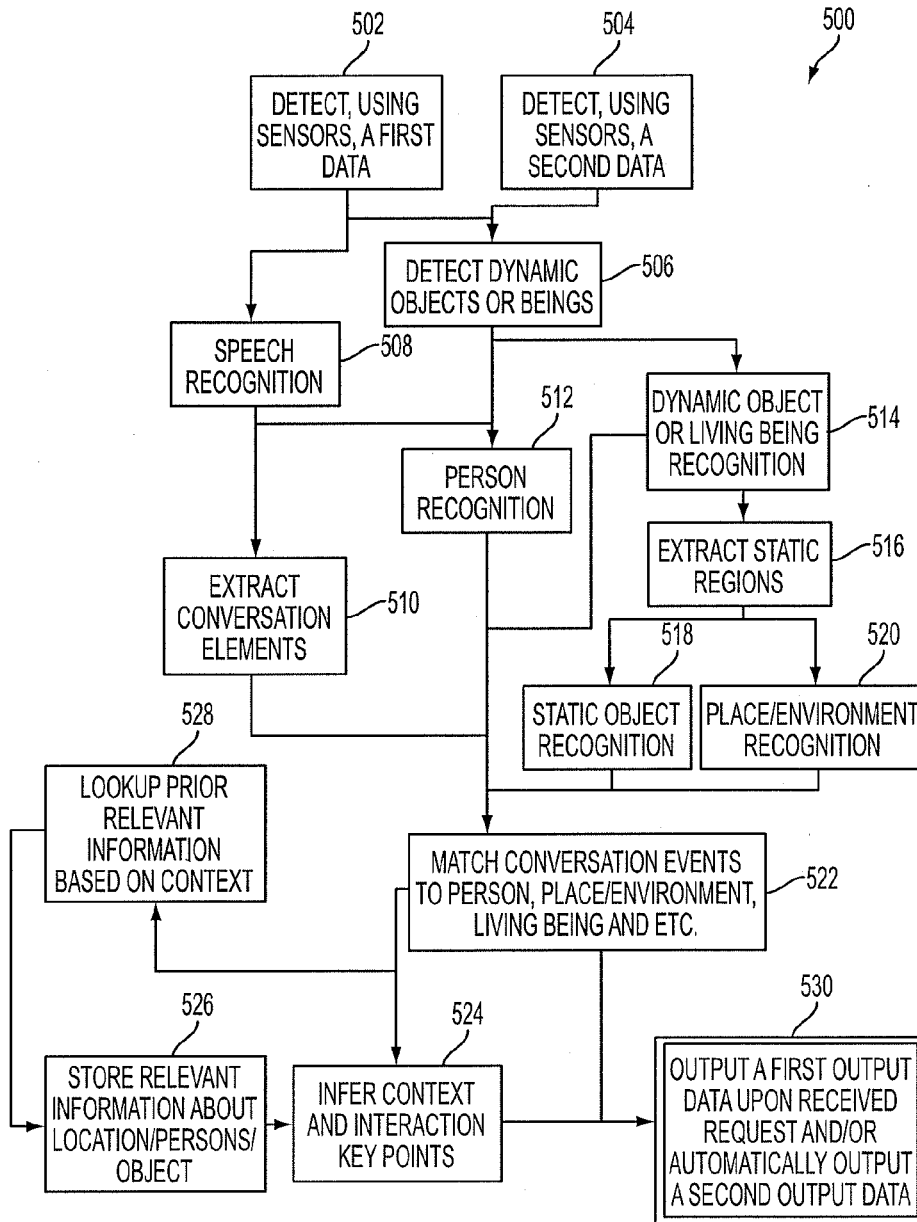 502
504
500
DETECT, USING
SENSORS, A FIRST
DATA
DETECT, USING
SENSORS, A
SECOND DATA
DETECT DYNAMIC
OBJECTS OR BEINGS
506
SPEECH
RECOGNITION
508
512
PERSON
RECOGNITION
DYNAMIC OBJECT
OR LIVING BEING
RECOGNITION
514
EXTRACT
CONVERSATION
ELEMENTS
510
EXTRACT STATIC
REGIONS
516
518
STATIC OBJECT
RECOGNITION
520
PLACE/ENVIRONMENT
RECOGNITION
528
LOOKUP PRIOR
RELEVANT
INFORMATION
BASED ON CONTEXT
MATCH CONVERSATION
EVENTS
TO PERSON, PLACE/ENVIRONMENT,
LIVING BEING AND ETC.
522
526
STORE RELEVANT
INFORMATION ABOUT
LOCATION/PERSONS/
OBJECT
524
INFER CONTEXT
AND INTERACTION
KEY POINTS
530
OUTPUT A FIRST OUTPUT
DATA UPON RECEIVED
REQUEST AND/OR
AUTOMATICALLY OUTPUT
A SECOND OUTPUT DATA